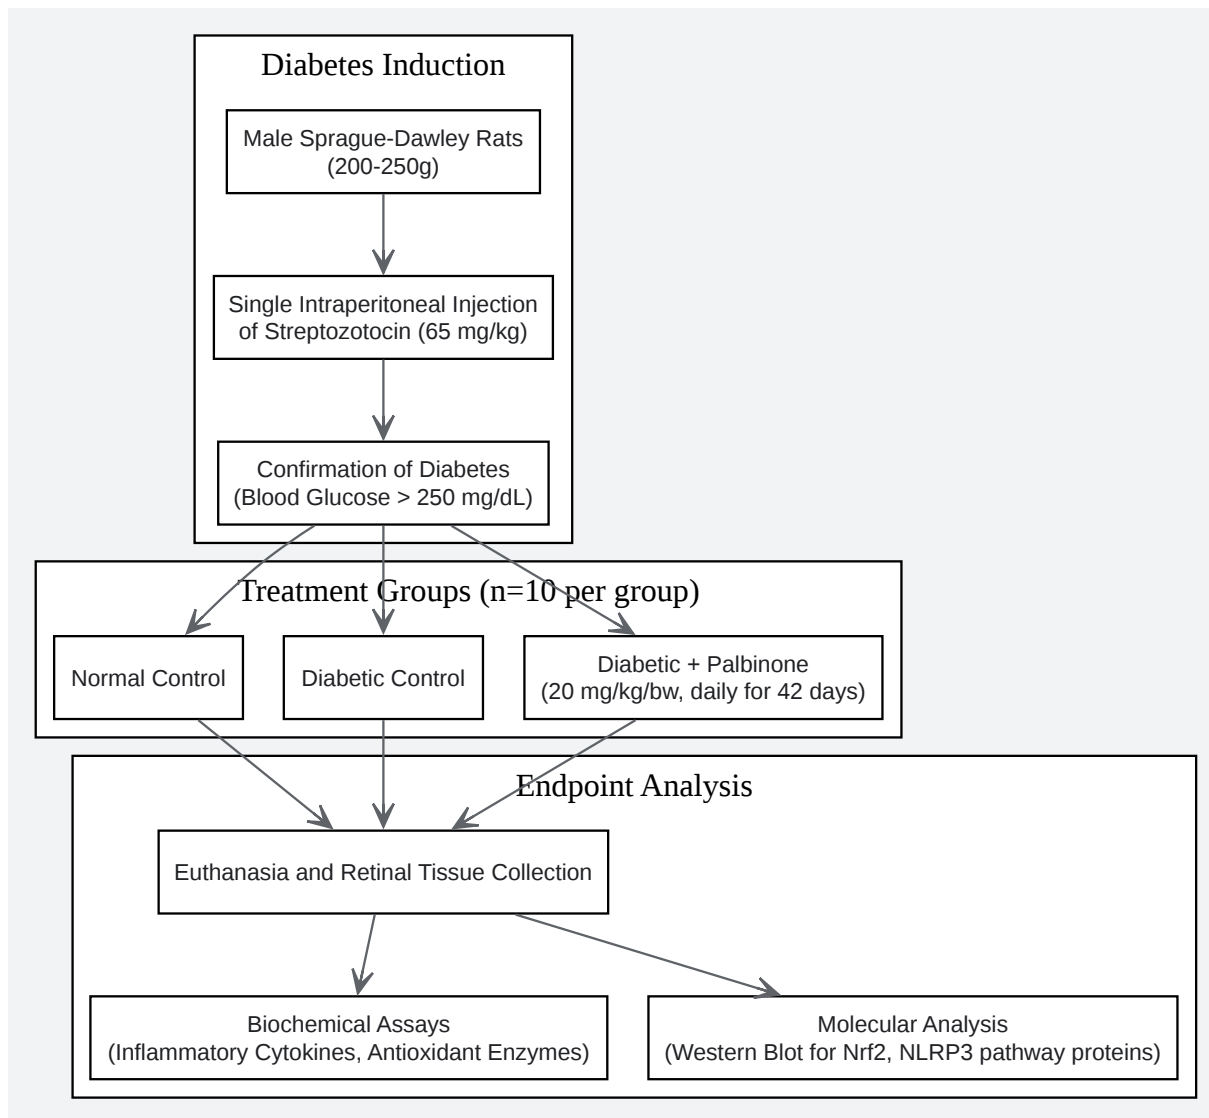 Diabetes Induction
Male Sprague-Dawley Rats
(200-250g)
Single Intraperitoneal Injection
of Streptozotocin (65 mg/kg)
Confirmation of Diabetes
(Blood Glucose > 250 mg/dL)
Treatment Groups (n=10 per group)
Normal Control
Diabetic Control
Diabetic + Palbinone
(20 mg/kg/bw, daily for 42 days)
Endpoint Analysis
Euthanasia and Retinal Tissue Collection
Biochemical Assays
(Inflammatory Cytokines, Antioxidant Enzymes)
Molecular Analysis
(Western Blot for Nrf2, NLRP3 pathway proteins)